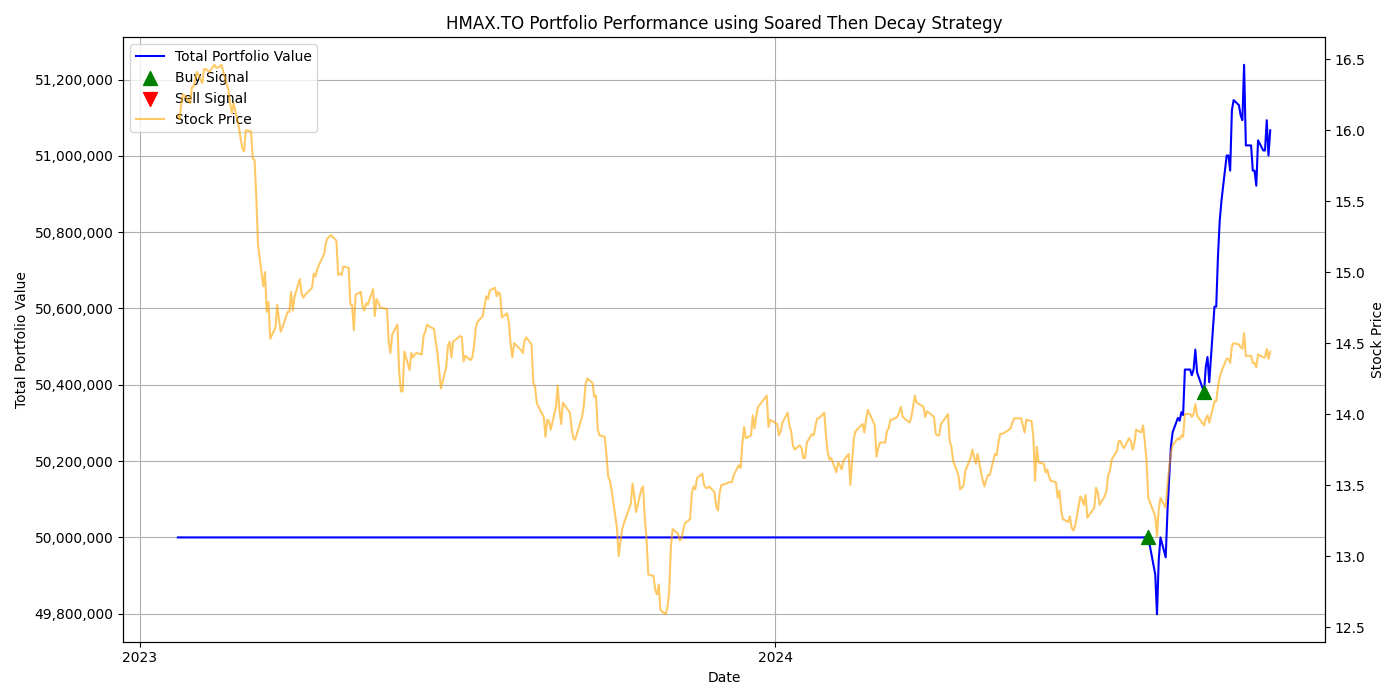 HMAX.TO Portfolio Performance using Soared Then Decay Strategy
Total Portfolio Value
Buy Signal
Sell Signal
Stock Price
51,200,000
51,000,000
50,800,000
50,600,000
50,400,000
50,200,000
50,000,000
49,800,000
Total Portfolio Value
16.5
16.0
15.5
15.0
14.5
14.0
13.5
13.0
12.5
Stock Price
2023
2024
Date